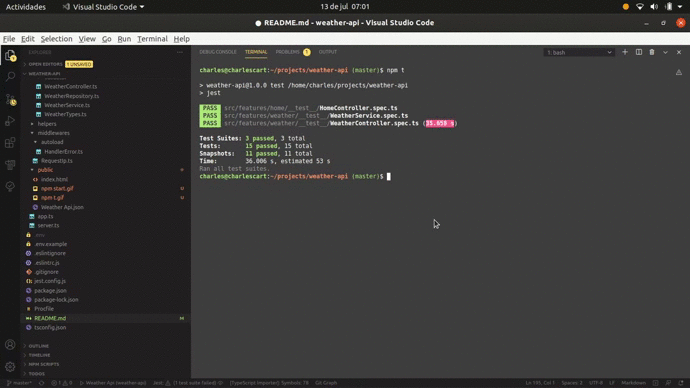 Actividades
Visual Studio Code
13 de jul 07:01
README.md - weather-api - Visual Studio Code
File Edit Selection View Go Run Terminal Help
EXPLORER
OPEN EDITORS 1 UNSAVED
WEATHER-API
WeatherController.ts
WeatherRepository.ts
WeatherService.ts
WeatherTypes.ts
helpers
middlewares
autoload
HandlerError.ts
RequestIp.ts
public
index.html
npm start.gif U
npm t.gif U
Weather Api.json
app.ts
server.ts
.env
.env.example
.eslintignore
.eslintrc.js
.gitignore
jest.config.js
package.json
package-lock.json
Procfile
README.md M
tsconfig.json
OUTLINE
TIMELINE
NPM SCRIPTS
TODOS
DEBUG CONSOLE TERMINAL PROBLEMS 1 OUTPUT
1: bash
charles@charlescart:~/projects/weather-api (master)$ npm t
> weather-api@1.0.0 test /home/charles/projects/weather-api
> jest
PASS src/features/home/__test__/HomeController.spec.ts
PASS src/features/weather/__test__/WeatherService.spec.ts
PASS src/features/weather/__test__/WeatherController.spec.ts (35.059 s)
Test Suites: 3 passed, 3 total
Tests: 15 passed, 15 total
Snapshots: 11 passed, 11 total
Time: 36.006 s, estimated 53 s
Ran all test suites.
charles@charlescart:~/projects/weather-api (master)$
master* 1 0 Weather Api (weather-api) Jest: (1 test suite failed) [TypeScript Importer]: Symbols: 78 Git Graph Ln 195, Col 1 Spaces: 2 UTF-8 LF Markdown